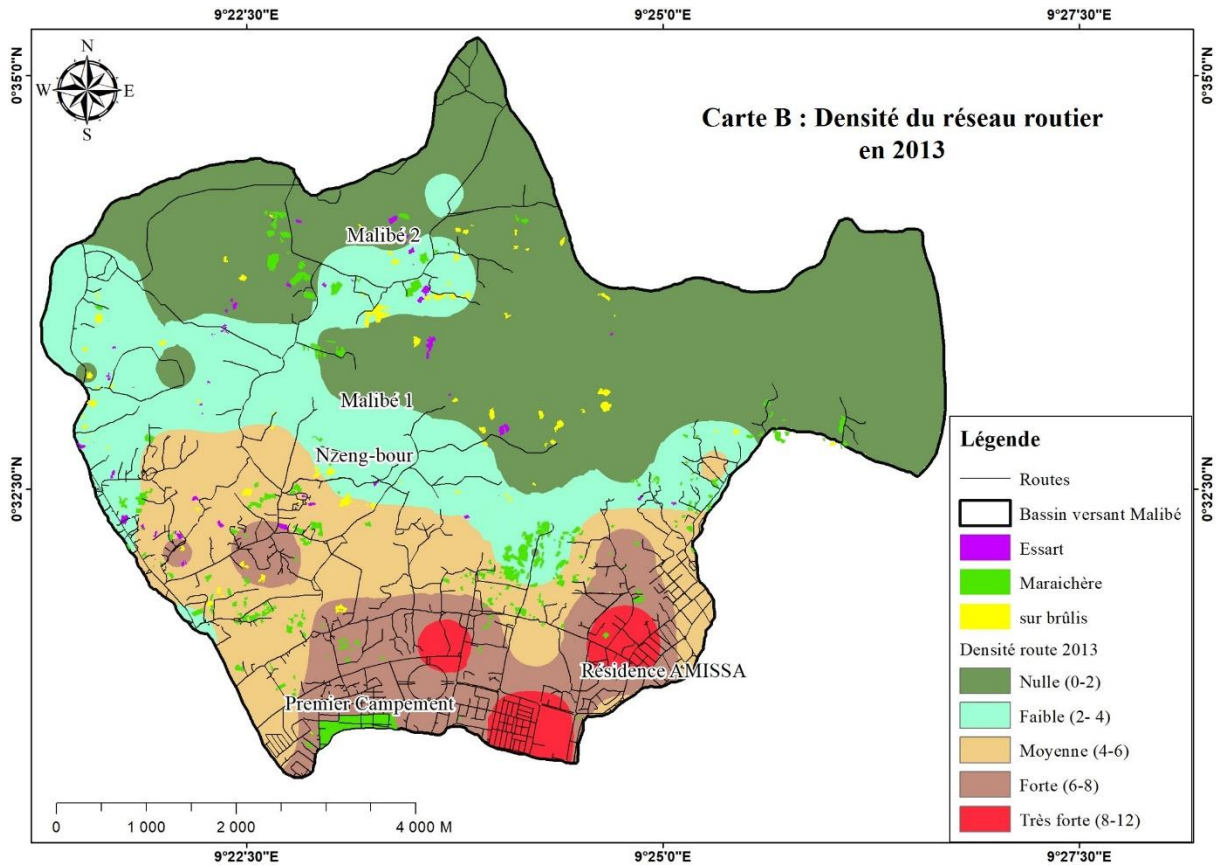 9°22'30"E
9°25'0"E
9°27'30"E
0°35'0"N
0°35'0"N
N
W
E
S
Carte B : Densité du réseau routier
en 2013
Malibé 2
Malibé 1
Nzeng-bour
0°32'30"N
0°32'30"N
Résidence AMISSA
Premier Campement
Légende
Routes
Bassin versant Malibé
Essart
Maraichère
sur brûlis
Densité route 2013
Nulle (0-2)
Faible (2- 4)
Moyenne (4-6)
Forte (6-8)
Très forte (8-12)
0
1 000
2 000
4 000 M
9°22'30"E
9°25'0"E
9°27'30"E